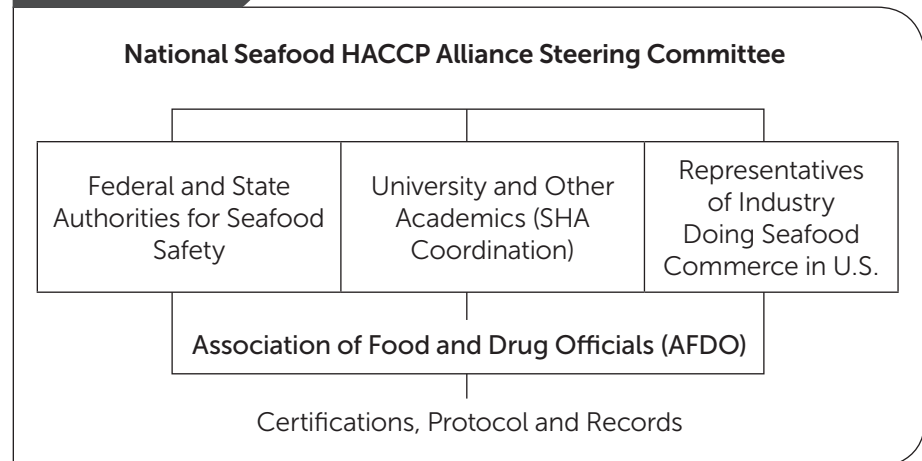 National Seafood HACCP Alliance Steering Committee
Federal and State
Authorities for Seafood
Safety
University and Other
Academics (SHA
Coordination)
Representatives
of Industry
Doing Seafood
Commerce in U.S.
Association of Food and Drug Officials (AFDO)
Certifications, Protocol and Records